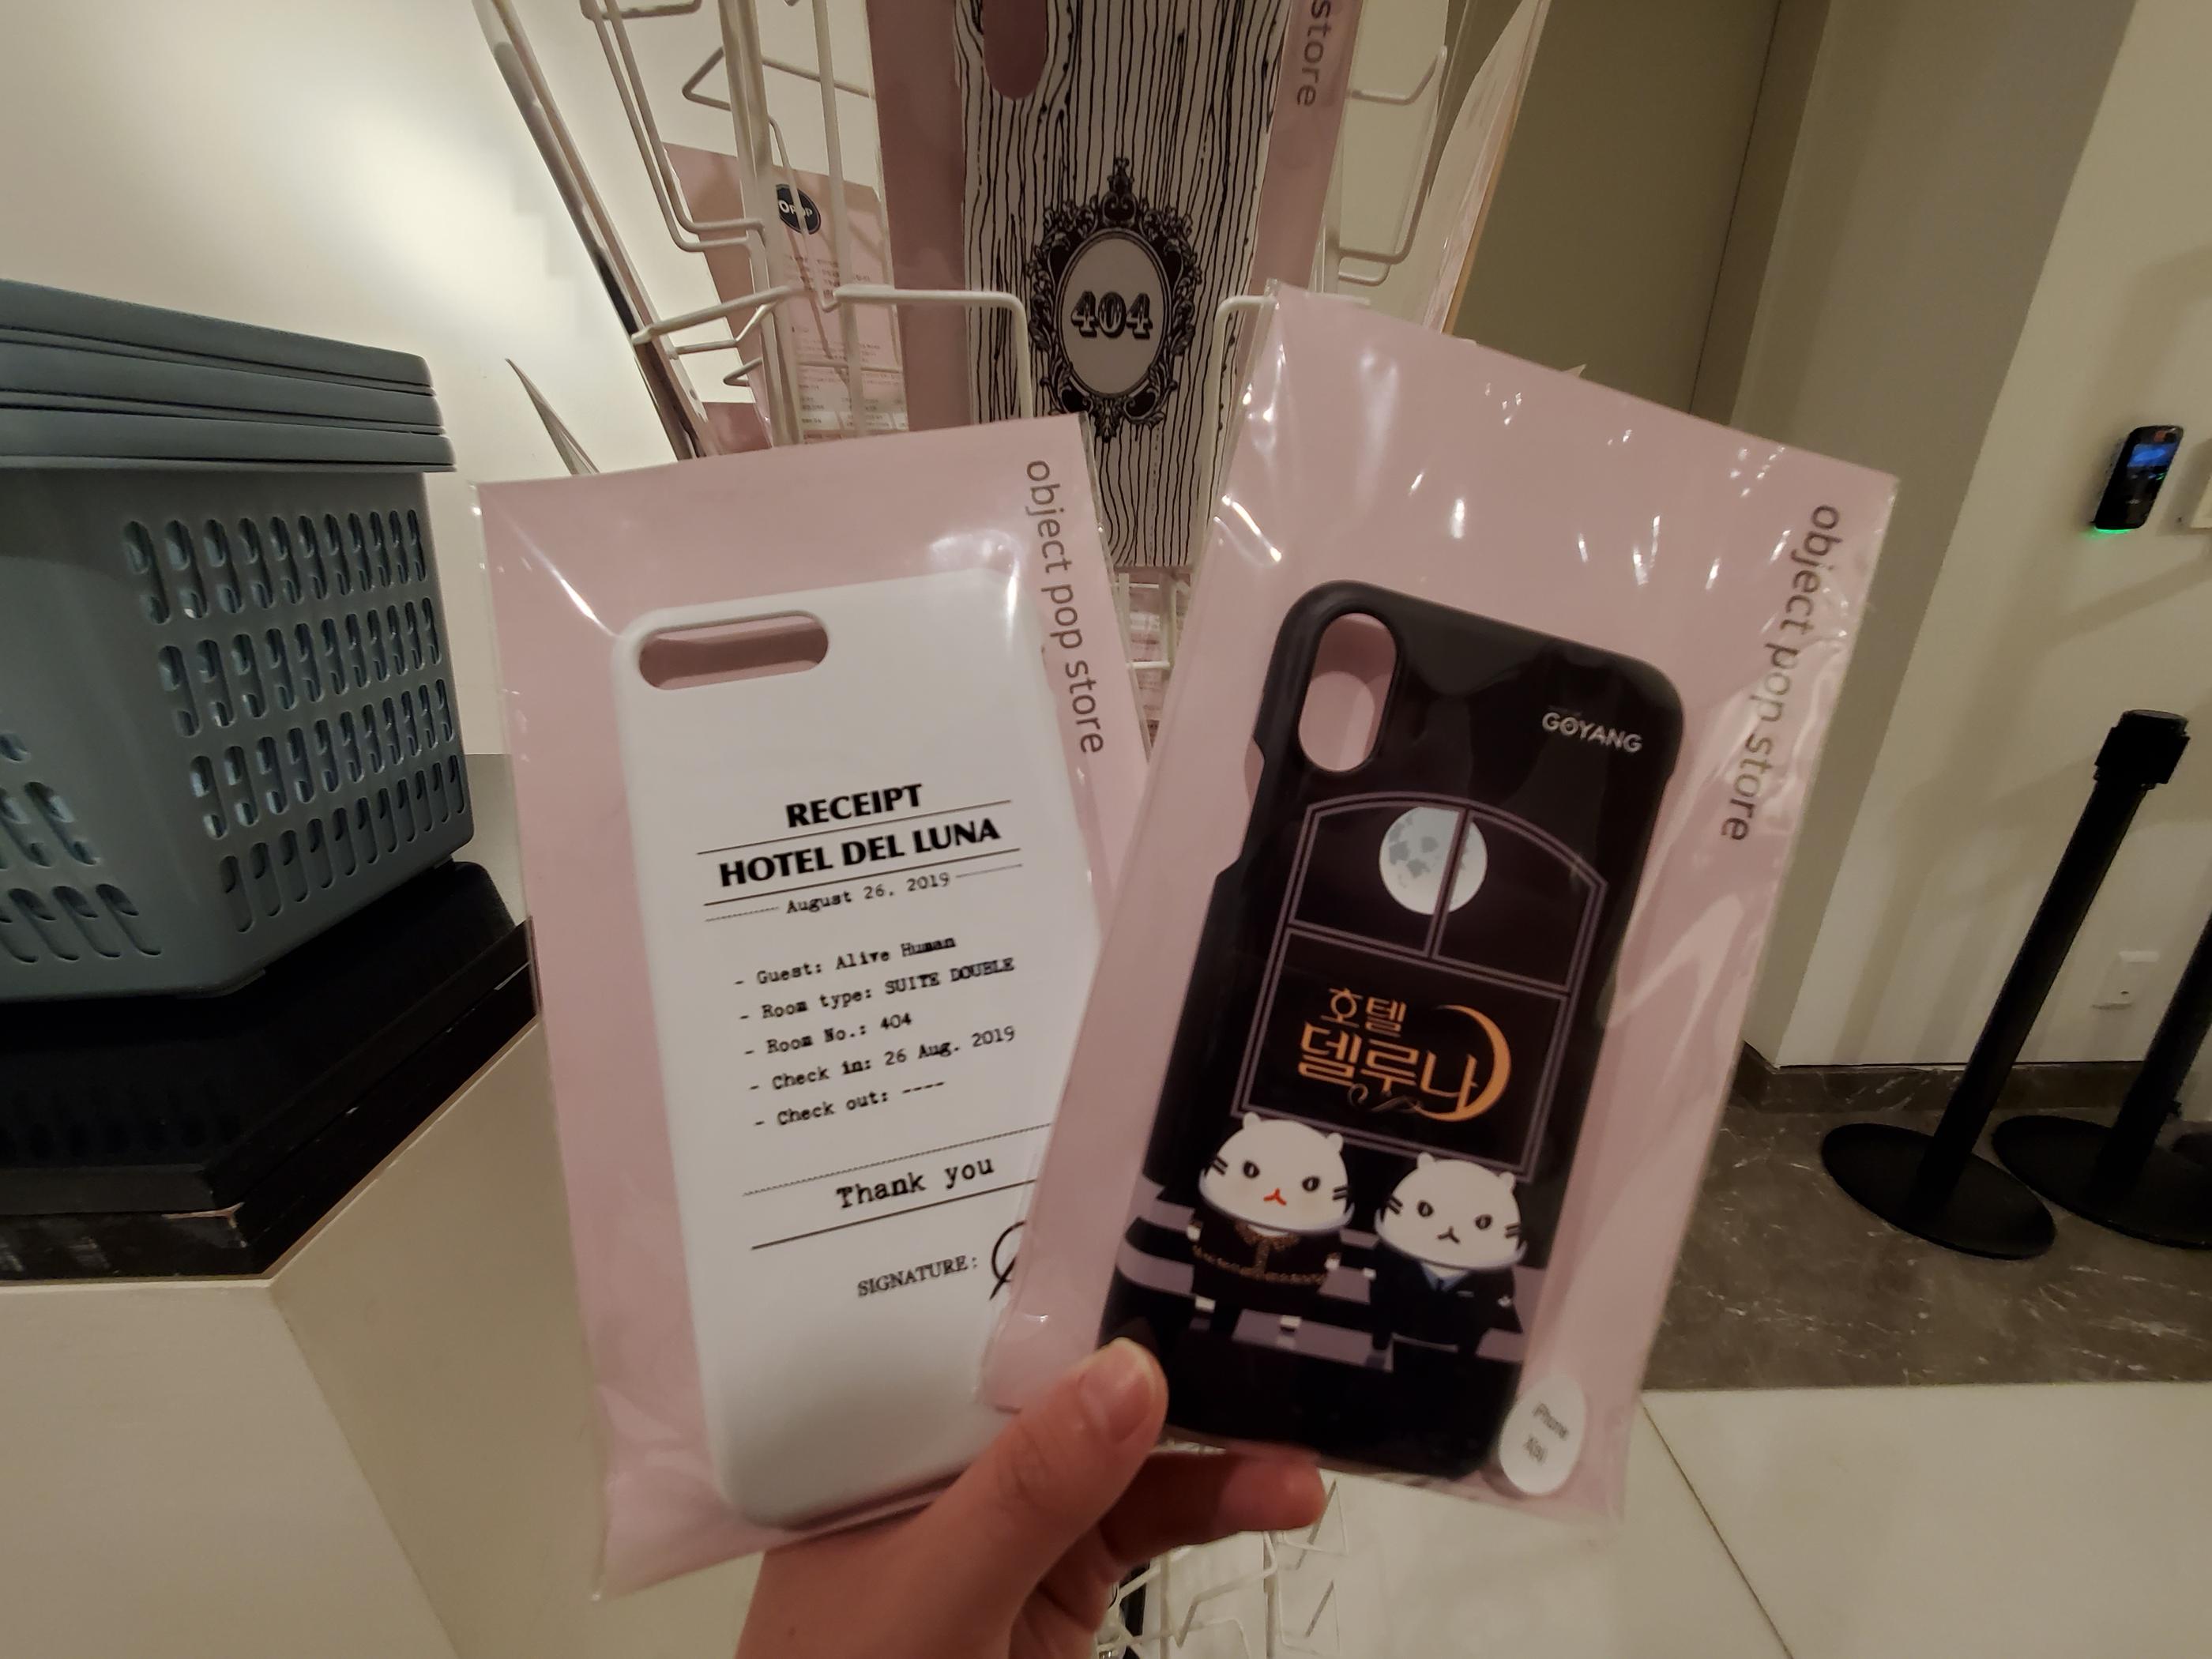 store
404
object pop store
RECEIPT
HOTEL DEL LUNA
August 26, 2019
- Guest: Alive Human
- Room type: SUITE DOUBLE
- Room No.: 404
- Check in: 26 Aug. 2019
- Check out: ----
Thank you
SIGNATURE:
object pop store
GOYANG
호텔
델루나
iPhone